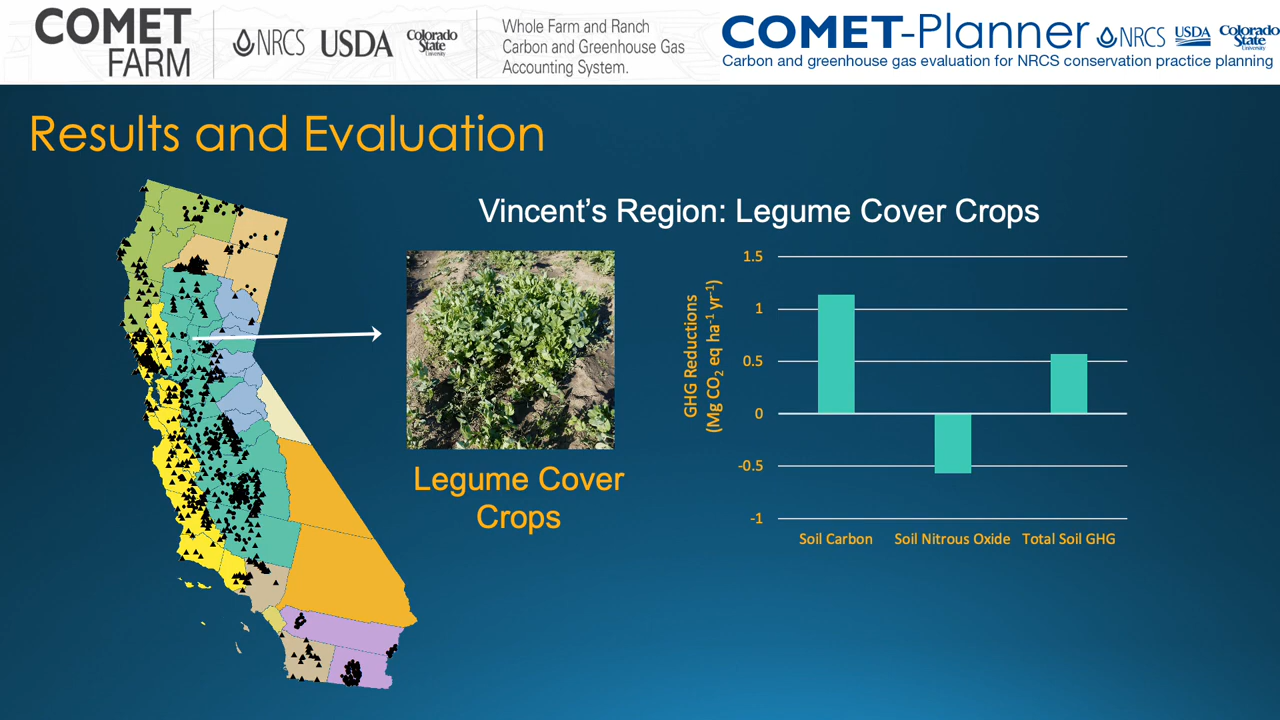 COMET
FARM
NRCS
USDA
Colorado
State
University
Whole Farm and Ranch
Carbon and Greenhouse Gas
Accounting System.
COMET-Planner
NRCS
USDA
Colorado
State
University
Carbon and greenhouse gas evaluation for NRCS conservation practice planning
Results and Evaluation
Vincent’s Region: Legume Cover Crops
Legume Cover
Crops
GHG Reductions
(Mg CO₂ eq ha⁻¹ yr⁻¹)
1.5
1
0.5
0
-0.5
-1
Soil Carbon
Soil Nitrous Oxide
Total Soil GHG